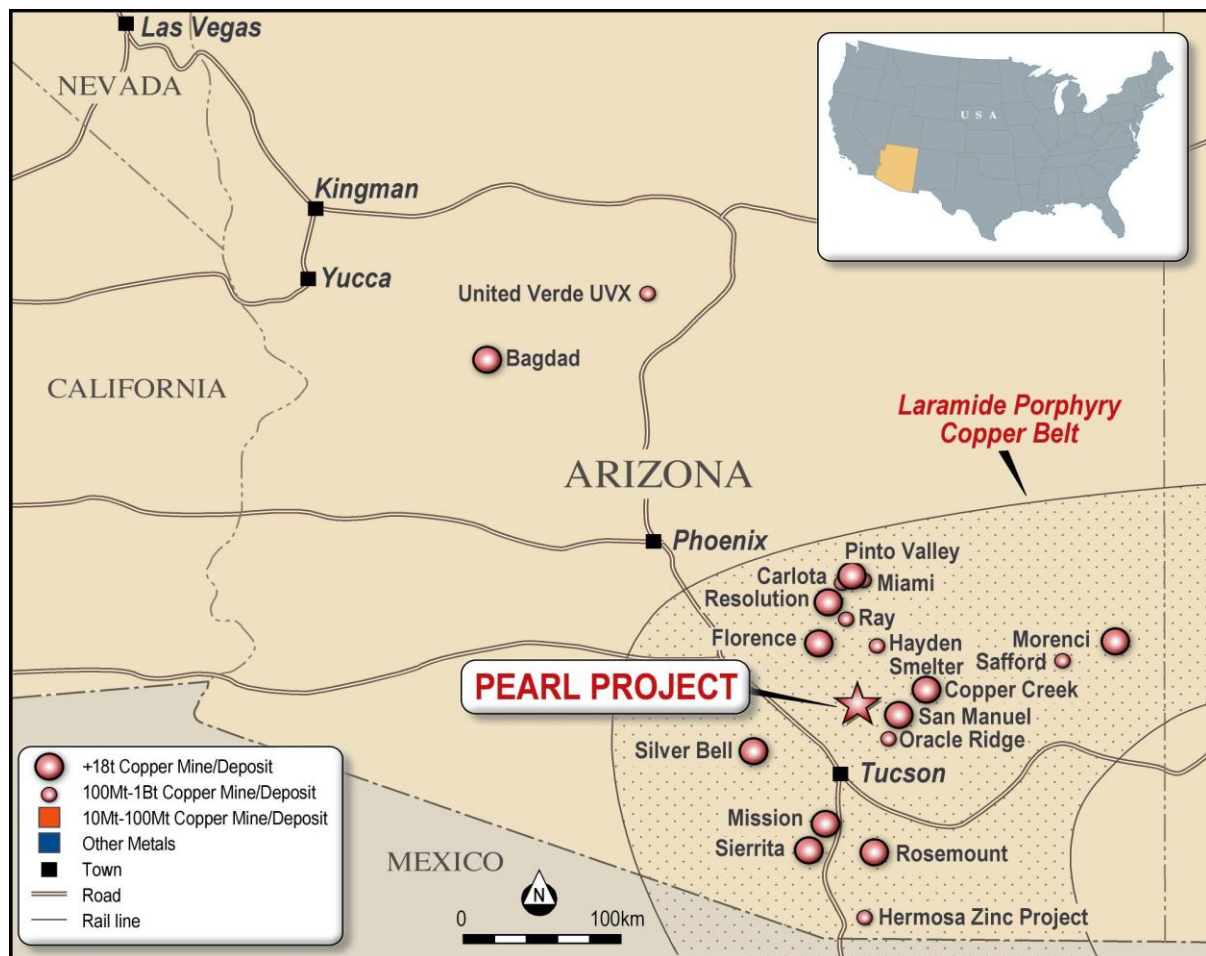 Las Vegas
NEVADA
USA
Kingman
Yucca
United Verde UVX
Bagdad
CALIFORNIA
Laramide Porphyry
Copper Belt
ARIZONA
Phoenix
Pinto Valley
Carlota
Miami
Resolution
Ray
Florence
Hayden
Smelter
Morenci
Safford
PEARL PROJECT
Copper Creek
San Manuel
Oracle Ridge
Silver Bell
Tucson
Mission
Sierrita
Rosemount
MEXICO
Hermosa Zinc Project
+18t Copper Mine/Deposit
100Mt-1Bt Copper Mine/Deposit
10Mt-100Mt Copper Mine/Deposit
Other Metals
Town
Road
Rail line
N
0 100km